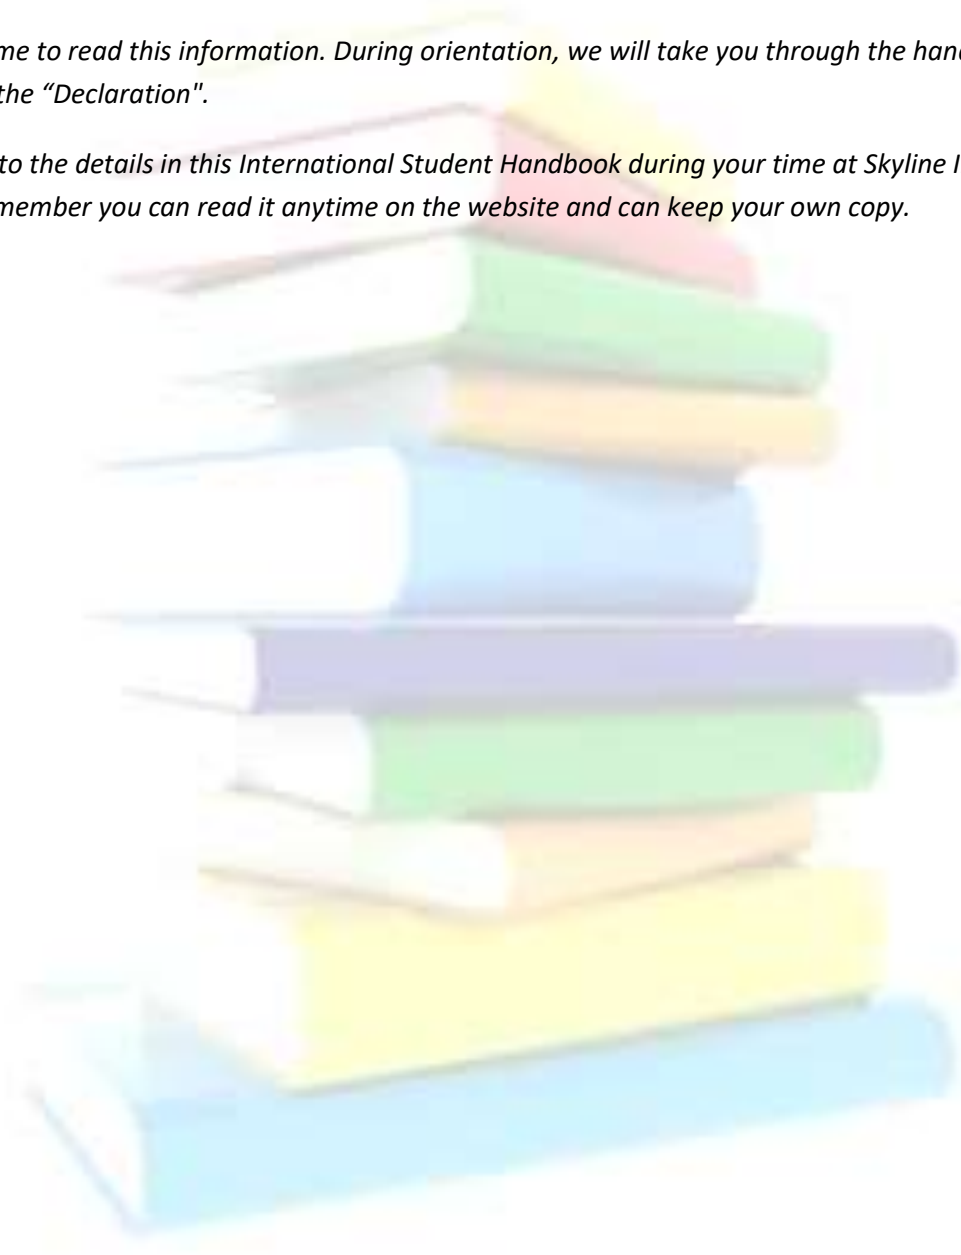 me to read this information. During orientation, we will take you through the han
the “Declaration".
to the details in this International Student Handbook during your time at Skyline I
member you can read it anytime on the website and can keep your own copy.